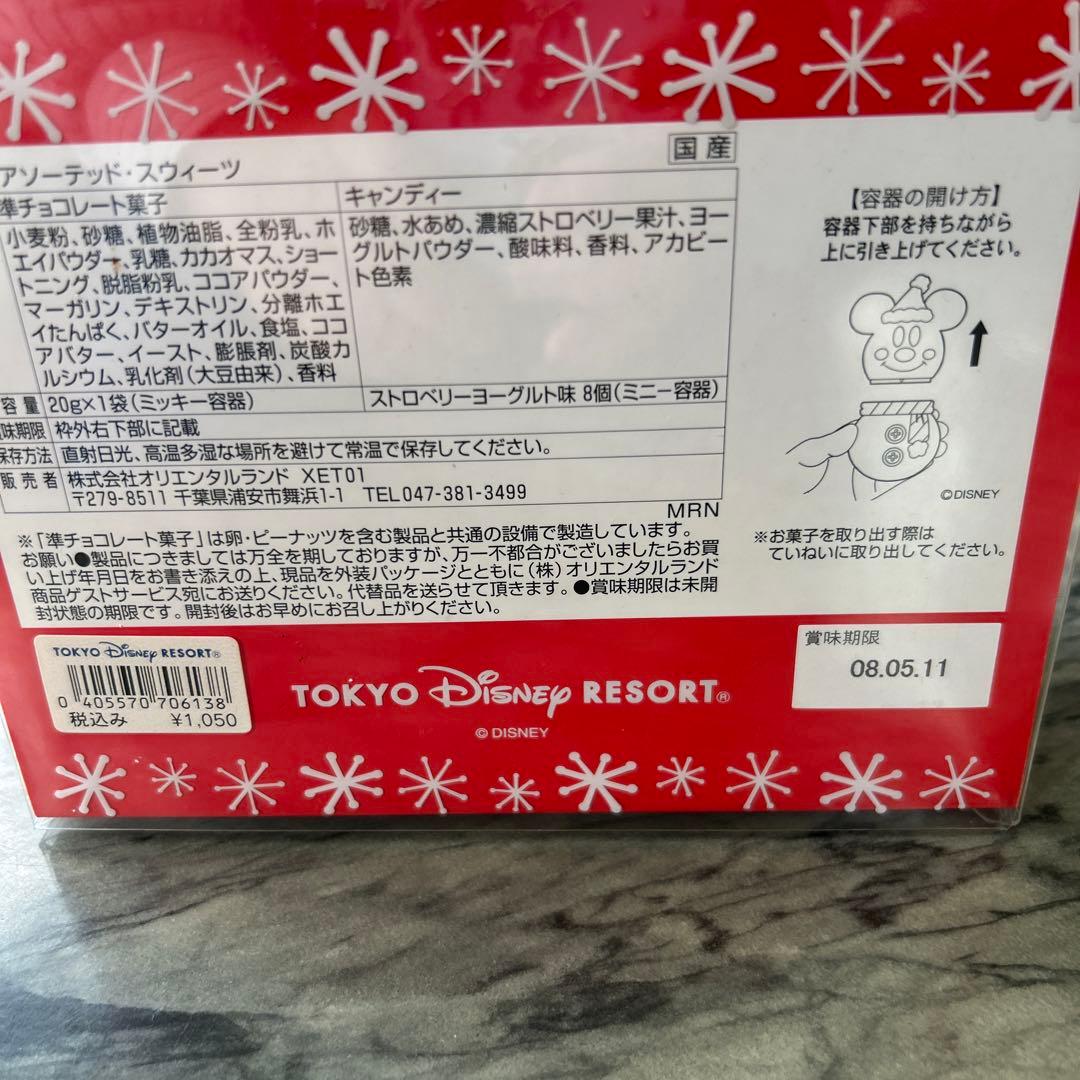 国産
アソーテッド・スウィーツ
準チョコレート菓子
小麦粉、砂糖、植物油脂、全粉乳、ホ
エイパウダー、乳糖、カカオマス、ショー
トニング、脱脂粉乳、ココアパウダー、
マーガリン、デキストリン、分離ホエ
イたんぱく、バターオイル、食塩、ココ
アバター、イースト、膨脹剤、炭酸カ
ルシウム、乳化剤(大豆由来)、香料
キャンディー
砂糖、水あめ、濃縮ストロベリー果汁、ヨー
グルトパウダー、酸味料、香料、アカビー
ト色素
容量 20g×1袋(ミッキー容器) ストロベリーヨーグルト味 8個(ミニー容器)
味期限 枠外右下部に記載
保存方法 直射日光、高温多湿な場所を避けて常温で保存してください。
販売者 株式会社オリエンタルランド XET01
〒279-8511 千葉県浦安市舞浜1-1 TEL047-381-3499
MRN
※「準チョコレート菓子」は卵・ピーナッツを含む製品と共通の設備で製造しています。
お願い●製品につきましては万全を期しておりますが、万一不都合がございましたらお買
い上げ年月日をお書き添えの上、現品を外装パッケージとともに(株)オリエンタルランド
商品ゲストサービス宛にお送りください。代替品を送らせて頂きます。●賞味期限は未開
封状態の期限です。開封後はお早めにお召し上がりください。
【容器の開け方】
容器下部を持ちながら
上に引き上げてください。
©DISNEY
※お菓子を取り出す際は
ていねいに取り出してください。
TOKYO Disney RESORT®
0 405570 706138
税込み ¥1,050
TOKYO Disney RESORT®
©DISNEY
賞味期限
08.05.11